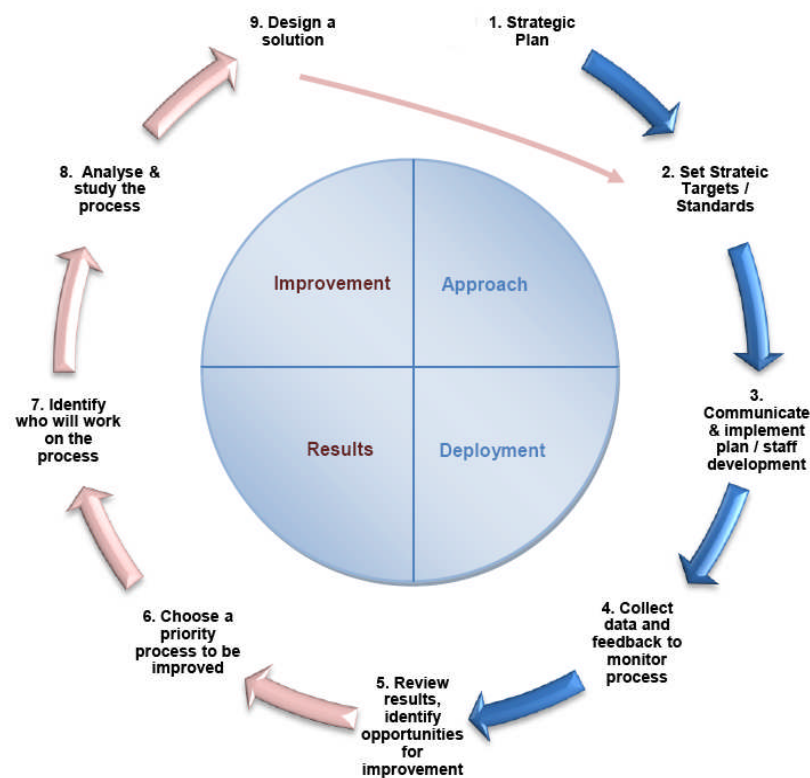 1. Strategic
Plan
2. Set Strateic
Targets /
Standards
3.
Communicate
& implement
plan / staff
development
4. Collect
data and
feedback to
monitor
process
5. Review
results,
identify
opportunities
for
improvement
6. Choose a
priority
process to be
improved
7. Identify
who will work
on the
process
8. Analyse &
study the
process
9. Design a
solution
Improvement
Approach
Results
Deployment